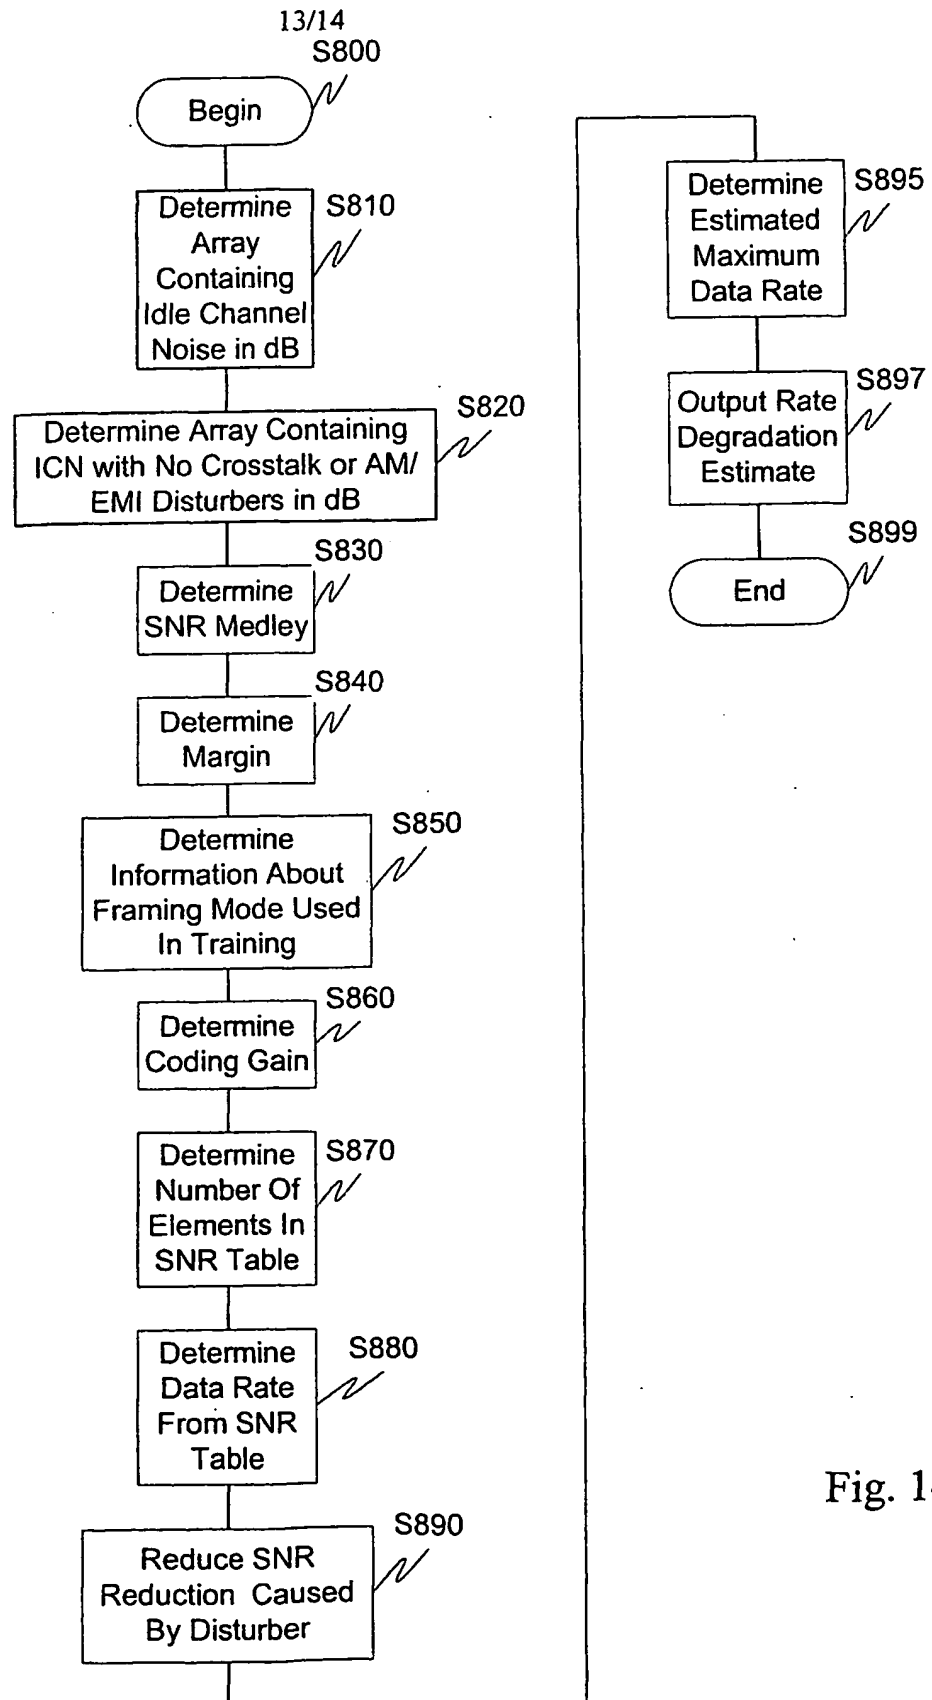 13/14
S800
Begin
S810
Determine
Array
Containing
Idle Channel
Noise in dB
S820
Determine Array Containing
ICN with No Crosstalk or AM/
EMI Disturbers in dB
S830
Determine
SNR Medley
S840
Determine
Margin
S850
Determine
Information About
Framing Mode Used
In Training
S860
Determine
Coding Gain
S870
Determine
Number Of
Elements In
SNR Table
S880
Determine
Data Rate
From SNR
Table
S890
Reduce SNR
Reduction Caused
By Disturber
S895
Determine
Estimated
Maximum
Data Rate
S897
Output Rate
Degradation
Estimate
S899
End
Fig.